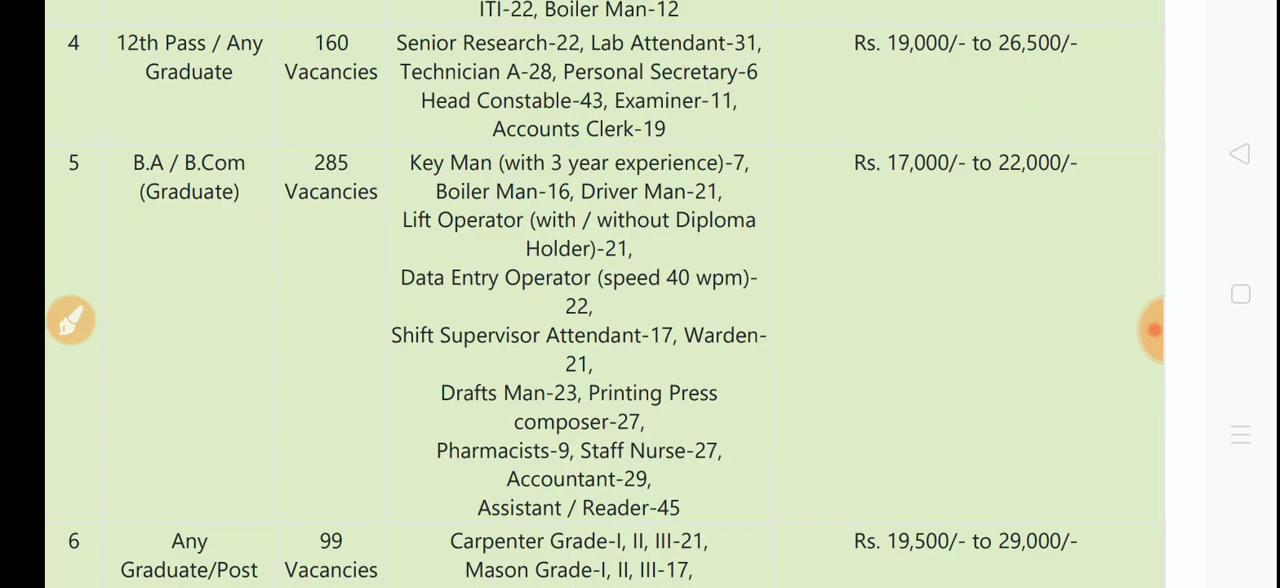 ITI-22, Boiler Man-12
4
12th Pass / Any
Graduate
160
Vacancies
Senior Research-22, Lab Attendant-31,
Technician A-28, Personal Secretary-6
Head Constable-43, Examiner-11,
Accounts Clerk-19
Rs. 19,000/- to 26,500/-
5
B.A / B.Com
(Graduate)
285
Vacancies
Key Man (with 3 year experience)-7,
Boiler Man-16, Driver Man-21,
Lift Operator (with / without Diploma
Holder)-21,
Data Entry Operator (speed 40 wpm)-
22,
Shift Supervisor Attendant-17, Warden-
21,
Drafts Man-23, Printing Press
composer-27,
Pharmacists-9, Staff Nurse-27,
Accountant-29,
Assistant / Reader-45
Rs. 17,000/- to 22,000/-
6
Any
Graduate/Post
99
Vacancies
Carpenter Grade-I, II, III-21,
Mason Grade-I, II, III-17,
Rs. 19,500/- to 29,000/-